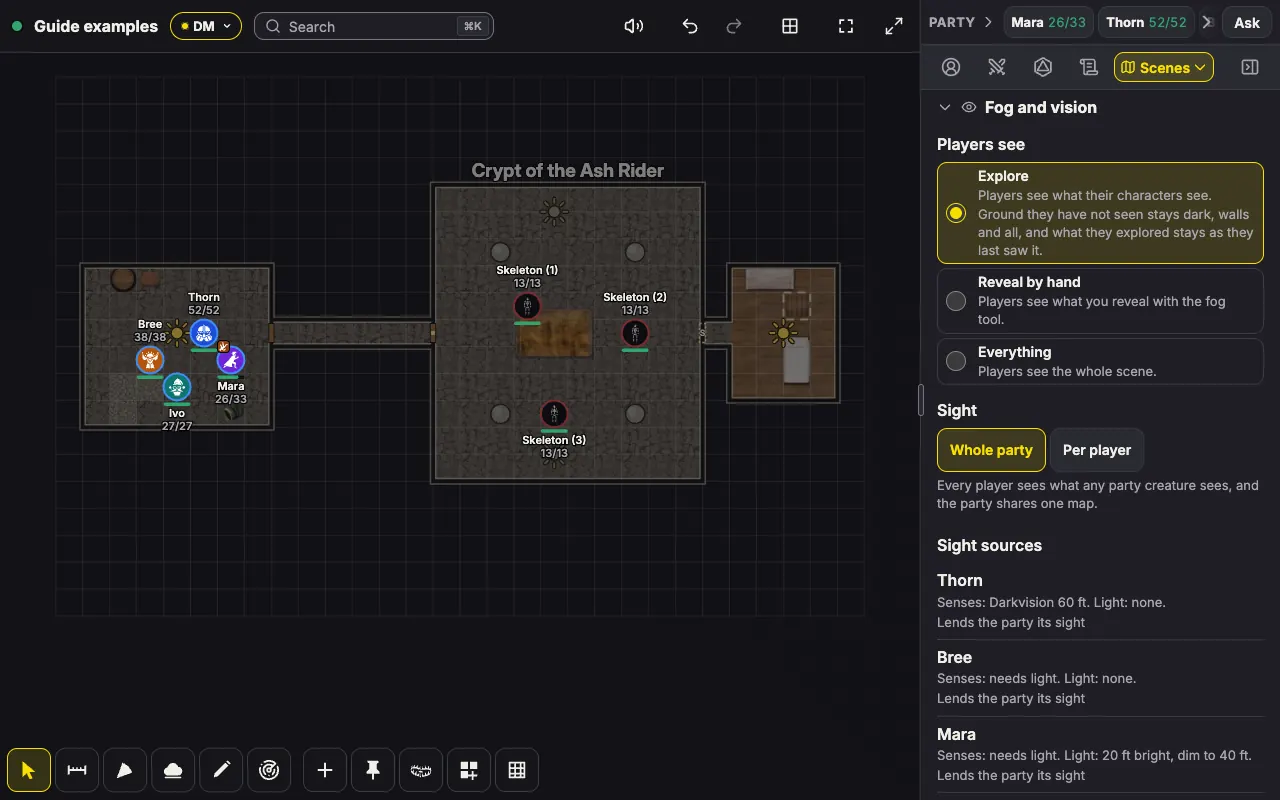 Guide examples
DM
Search
⌘K
PARTY
Mara 26/33
Thorn 52/52
Ask
Scenes
Fog and vision
Players see
Explore
Players see what their characters see.
Ground they have not seen stays dark, walls
and all, and what they explored stays as they
last saw it.
Reveal by hand
Players see what you reveal with the fog
tool.
Everything
Players see the whole scene.
Sight
Whole party
Per player
Every player sees what any party creature sees, and
the party shares one map.
Sight sources
Thorn
Senses: Darkvision 60 ft. Light: none.
Lends the party its sight
Bree
Senses: needs light. Light: none.
Lends the party its sight
Mara
Senses: needs light. Light: 20 ft bright, dim to 40 ft.
Lends the party its sight
Crypt of the Ash Rider
Skeleton (1)
13/13
Skeleton (2)
13/13
Skeleton (3)
13/13
Thorn
52/52
Bree
38/38
Mara
26/33
Ivo
27/27
S